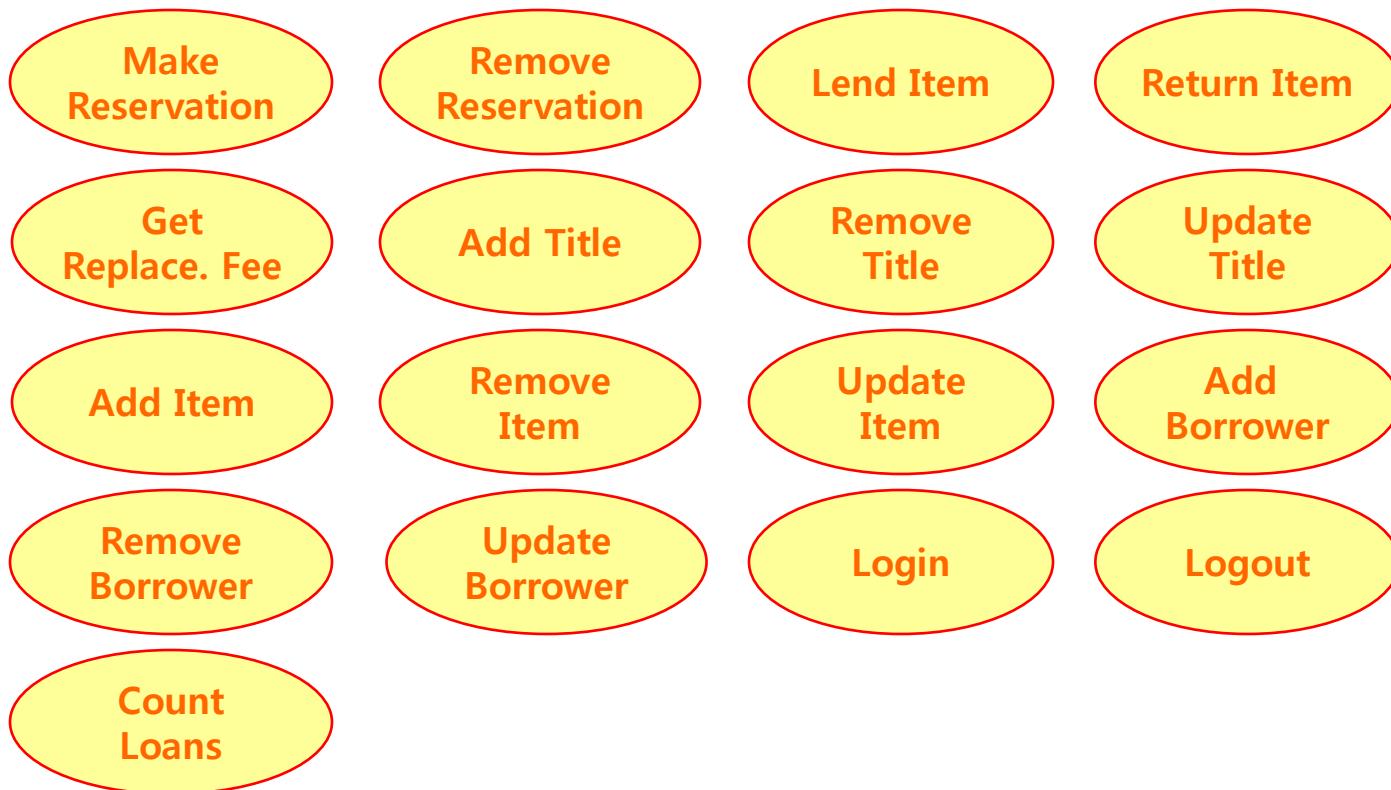 Make
Reservation
Remove
Reservation
Lend Item
Return Item
Get
Replace. Fee
Add Title
Remove
Title
Update
Title
Add Item
Remove
Item
Update
Item
Add
Borrower
Remove
Borrower
Update
Borrower
Login
Logout
Count
Loans